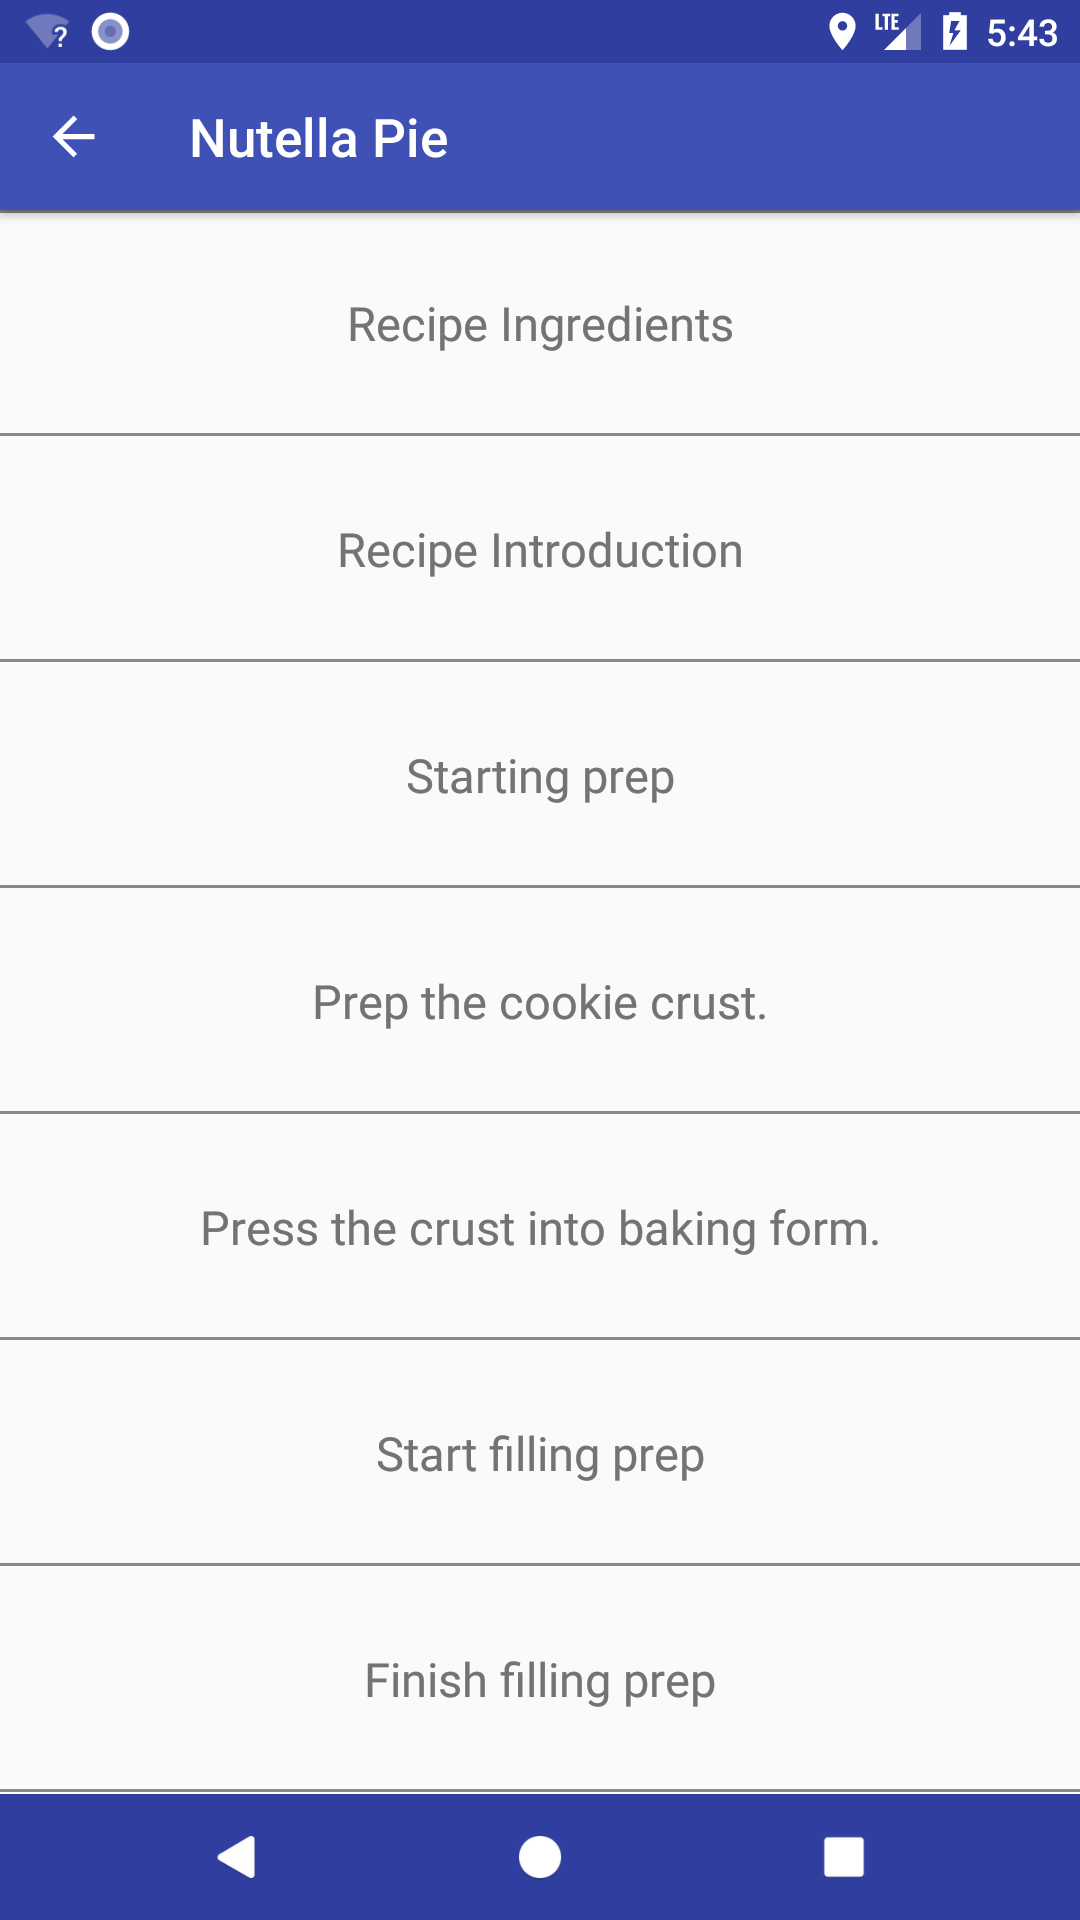 ? LTE 5:43
Nutella Pie
Recipe Ingredients
Recipe Introduction
Starting prep
Prep the cookie crust.
Press the crust into baking form.
Start filling prep
Finish filling prep